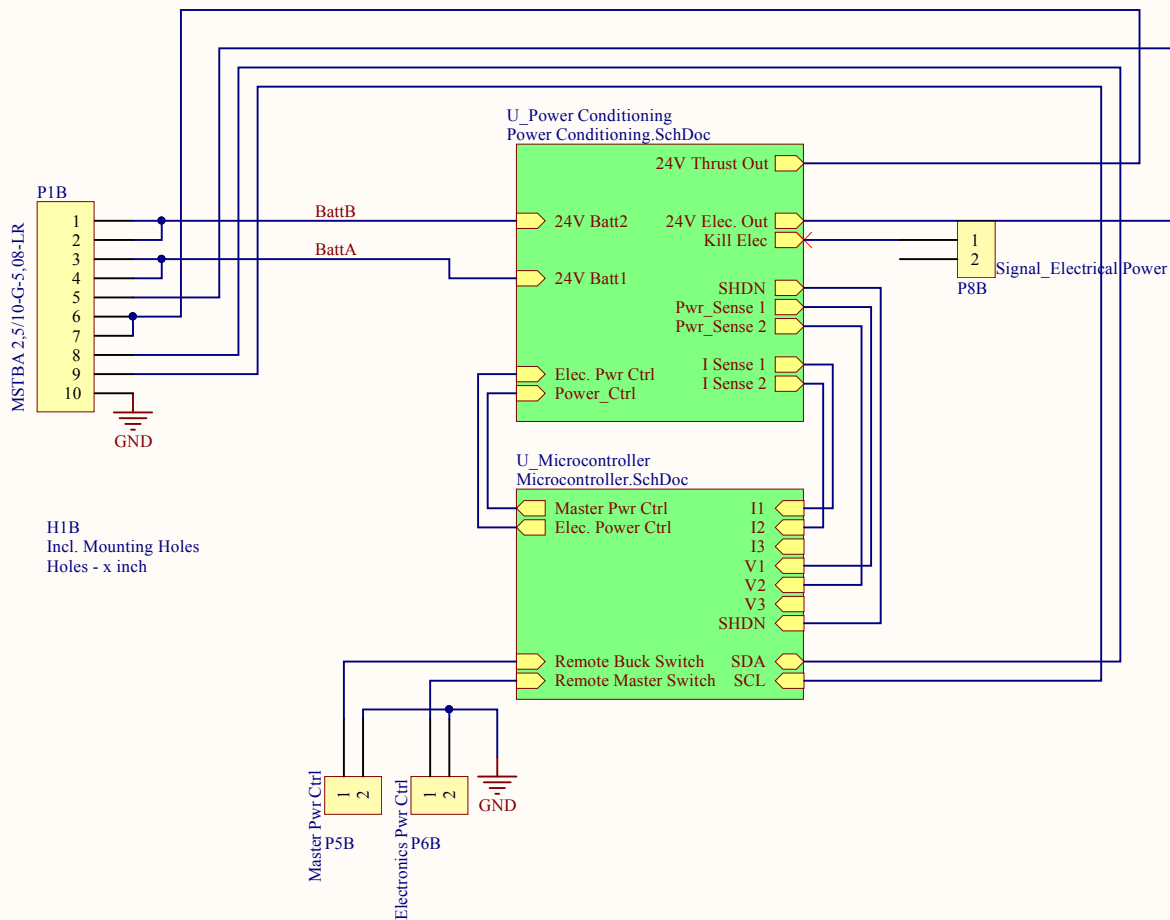 U_Power Conditioning
Power Conditioning.SchDoc
24V Thrust Out
P1B
MSTBA 2,5/10-G-5,08-LR
1
2
3
4
5
6
7
8
9
10
GND
BattB
BattA
24V Batt2
24V Batt1
24V Elec. Out
Kill Elec
SHDN
Pwr_Sense 1
Pwr_Sense 2
I Sense 1
I Sense 2
Elec. Pwr Ctrl
Power_Ctrl
1
2
Signal_Electrical Power
P8B
U_Microcontroller
Microcontroller.SchDoc
Master Pwr Ctrl
Elec. Power Ctrl
I1
I2
I3
V1
V2
V3
SHDN
Remote Buck Switch
SDA
Remote Master Switch
SCL
H1B
Incl. Mounting Holes
Holes - x inch
Master Pwr Ctrl
1
2
P5B
Electronics Pwr Ctrl
1
2
P6B
GND